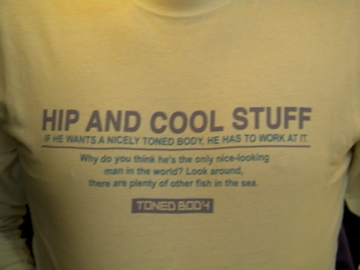 HIP AND COOL STUFF
IF HE WANTS A NICELY TONED BODY, HE HAS TO WORK AT IT.
Why do you think he's the only nice-looking
man in the world? Look around,
there are plenty of other fish in the sea.
TONED BODY